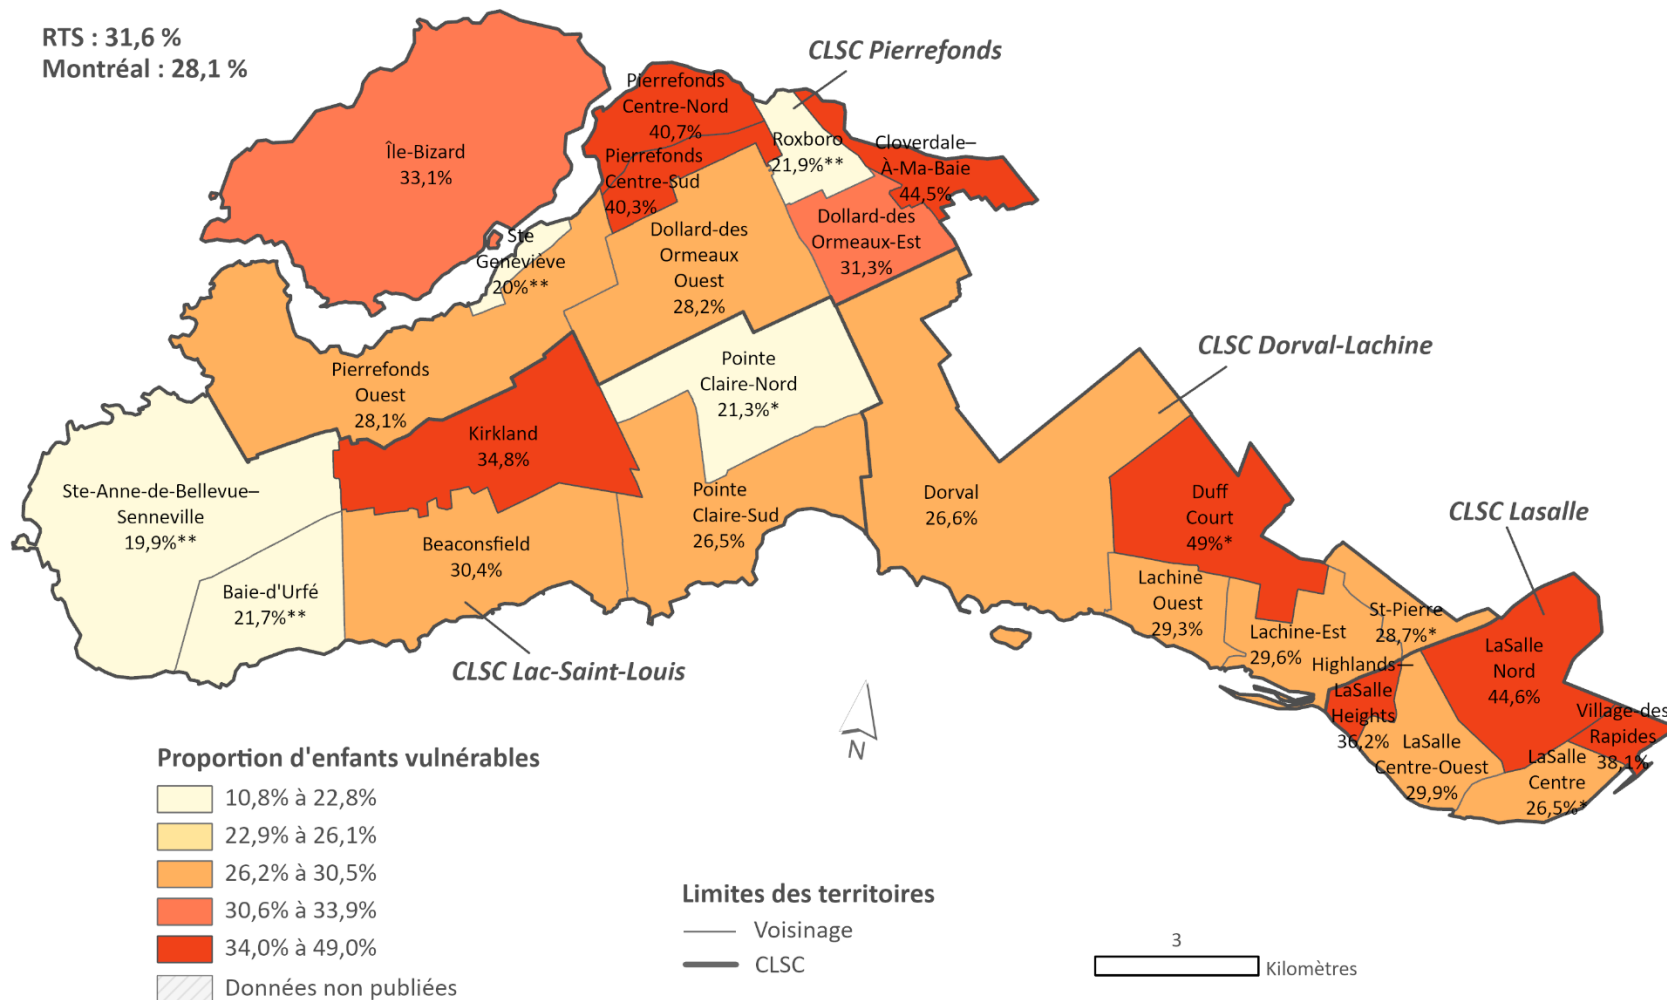 RTS : 31,6 %
Montréal : 28,1 %
CLSC Pierrefonds
Pierrefonds
Centre-Nord
40,7%
Pierrefonds
Centre-Sud
40,3%
Roxboro
21,9%**
Cloverdale–
À-Ma-Baie
44,5%
Île-Bizard
33,1%
Ste
Geneviève
20%**
Dollard-des
Ormeaux
Ouest
28,2%
Dollard-des
Ormeaux-Est
31,3%
Pierrefonds
Ouest
28,1%
Pointe
Claire-Nord
21,3%*
CLSC Dorval-Lachine
Kirkland
34,8%
Ste-Anne-de-Bellevue–
Senneville
19,9%**
Baie-d'Urfé
21,7%**
Beaconsfield
30,4%
Pointe
Claire-Sud
26,5%
Dorval
26,6%
Duff
Court
49%*
CLSC Lasalle
Lachine
Ouest
29,3%
Lachine-Est
29,6%
St-Pierre
28,7%*
Highlands–
LaSalle
Heights
36,2%
LaSalle
Nord
44,6%
Village-des
Rapides
38,1%
LaSalle
Centre-Ouest
29,9%
LaSalle
Centre
26,5%*
CLSC Lac-Saint-Louis
N
Proportion d'enfants vulnérables
10,8% à 22,8%
22,9% à 26,1%
26,2% à 30,5%
30,6% à 33,9%
34,0% à 49,0%
Données non publiées
Limites des territoires
Voisinage
CLSC
3
Kilomètres